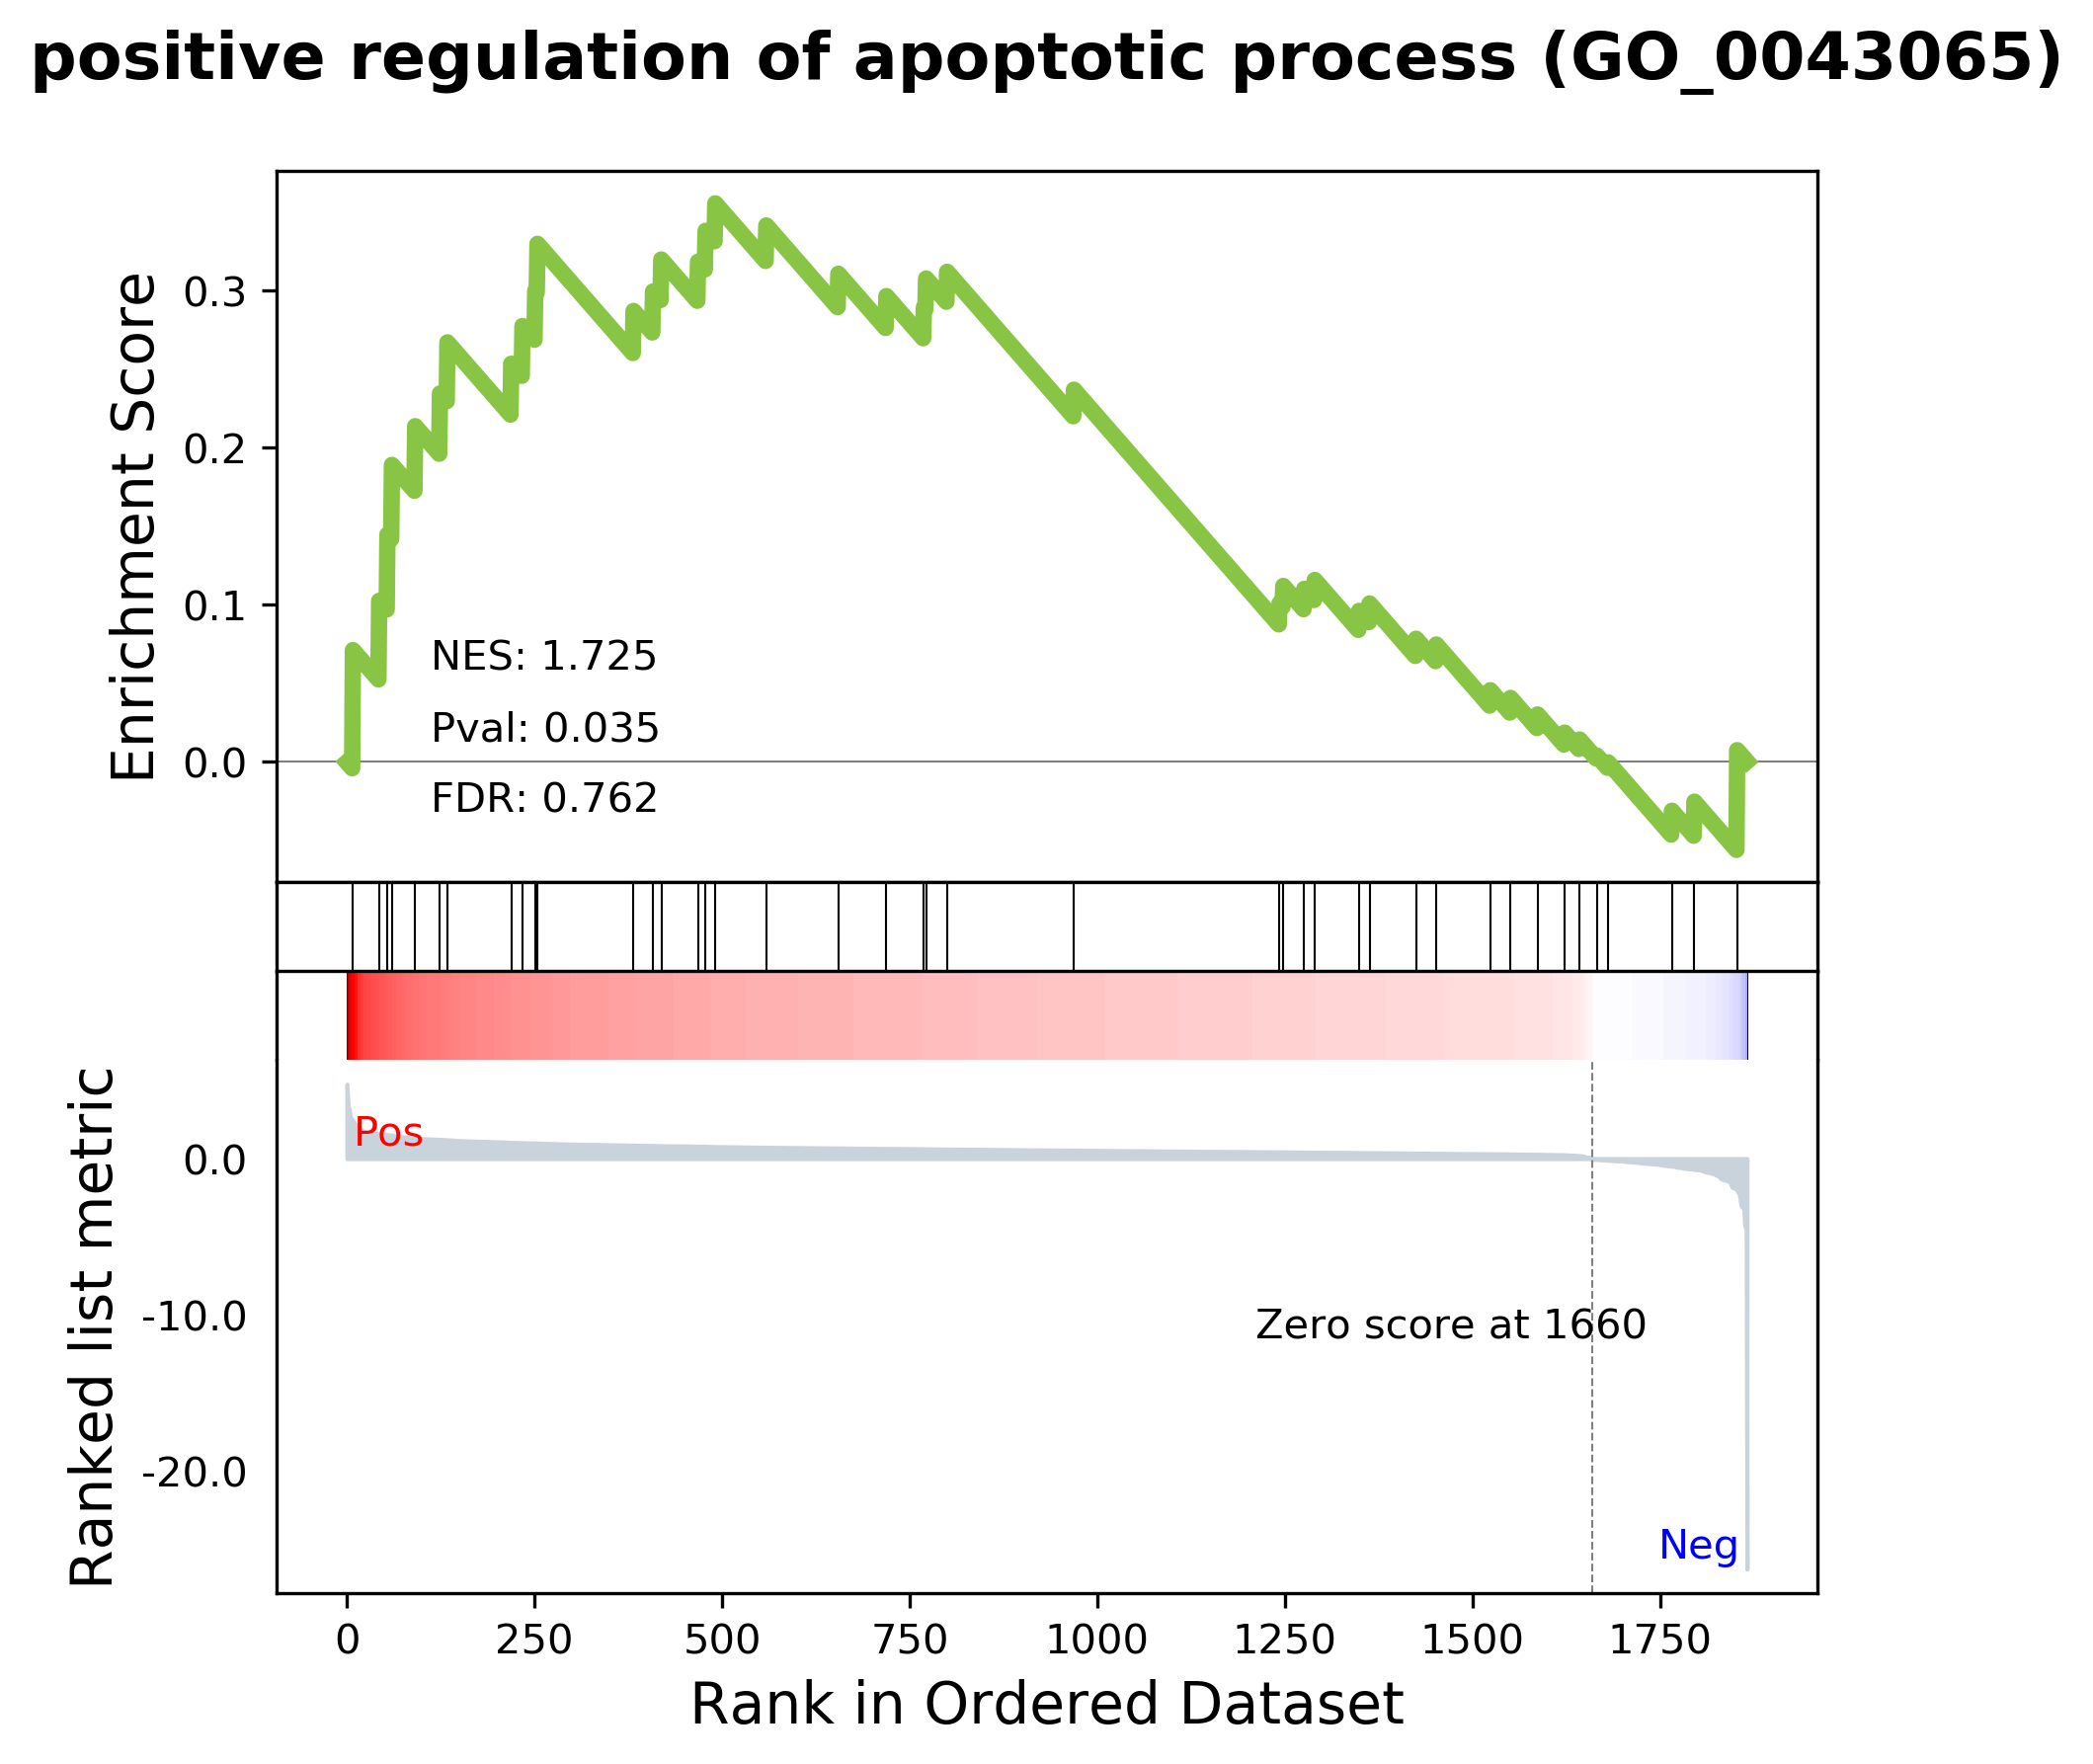 positive regulation of apoptotic process (GO_0043065)
Enrichment Score
0.3
0.2
0.1
0.0
NES: 1.725
Pval: 0.035
FDR: 0.762
Ranked list metric
0.0
-10.0
-20.0
Pos
Zero score at 1660
Neg
0 250 500 750 1000 1250 1500 1750
Rank in Ordered Dataset